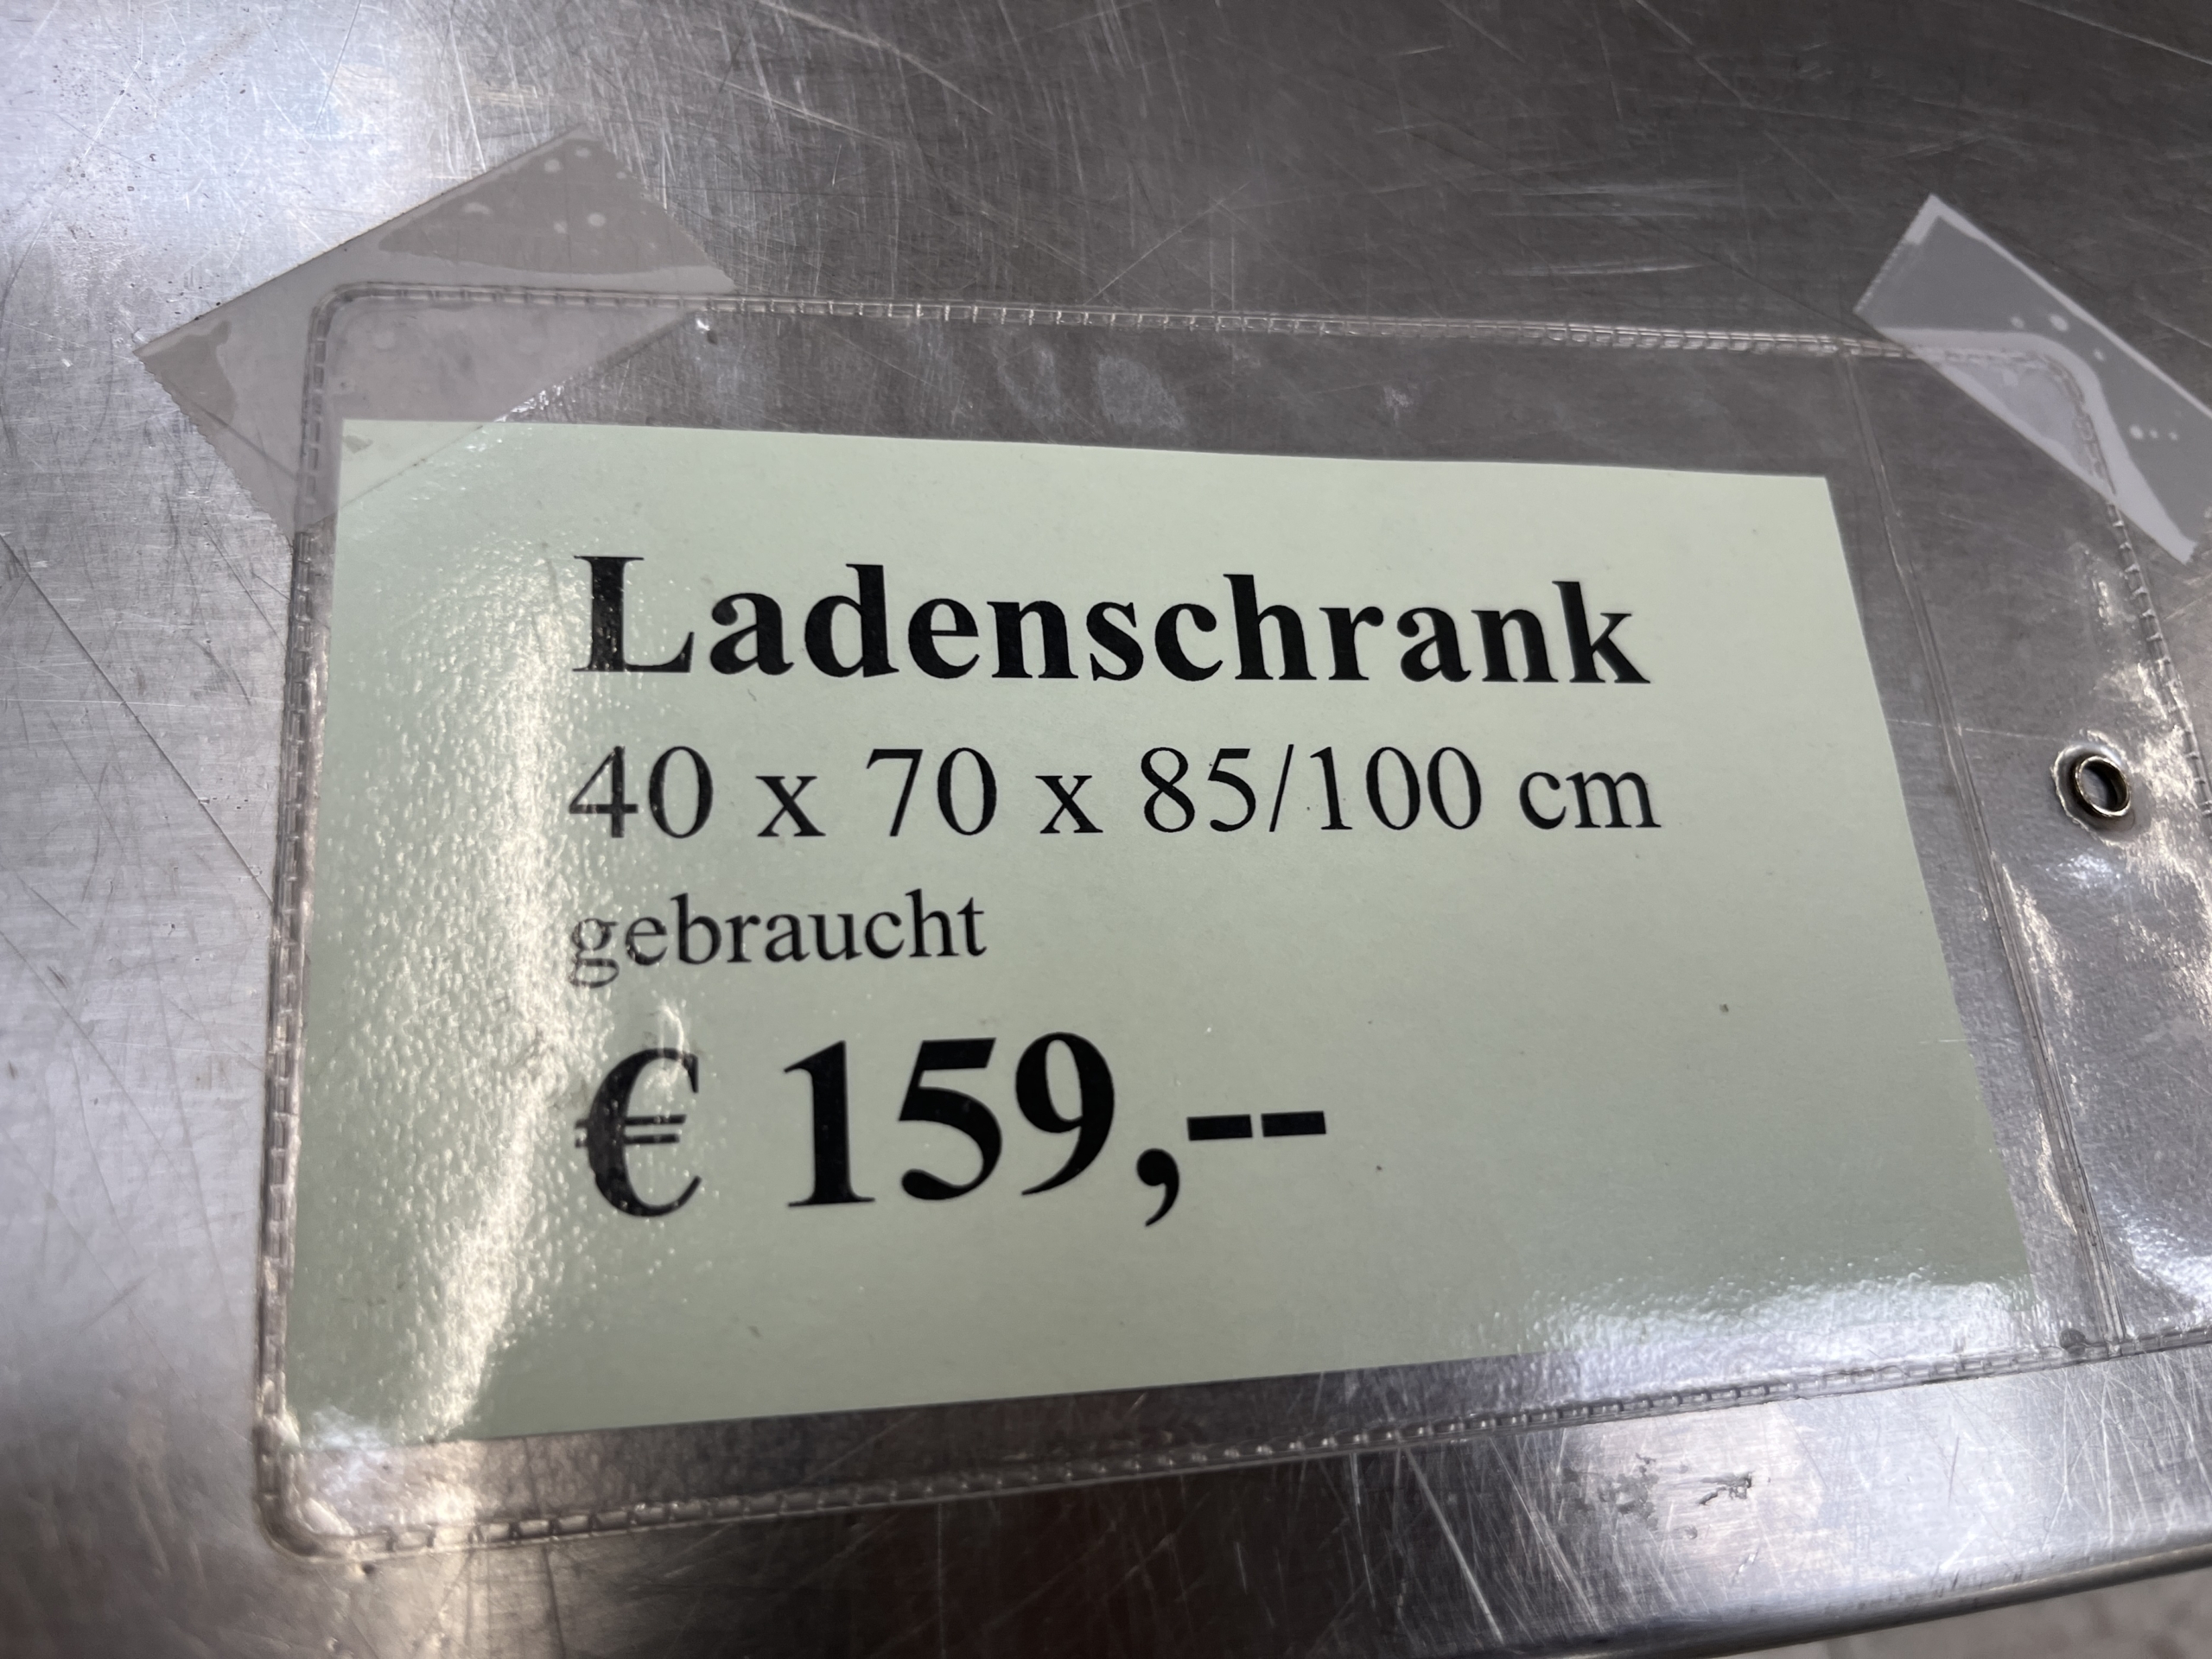 Ladenschrank
40 x 70 x 85/100 cm
gebraucht
€ 159,--